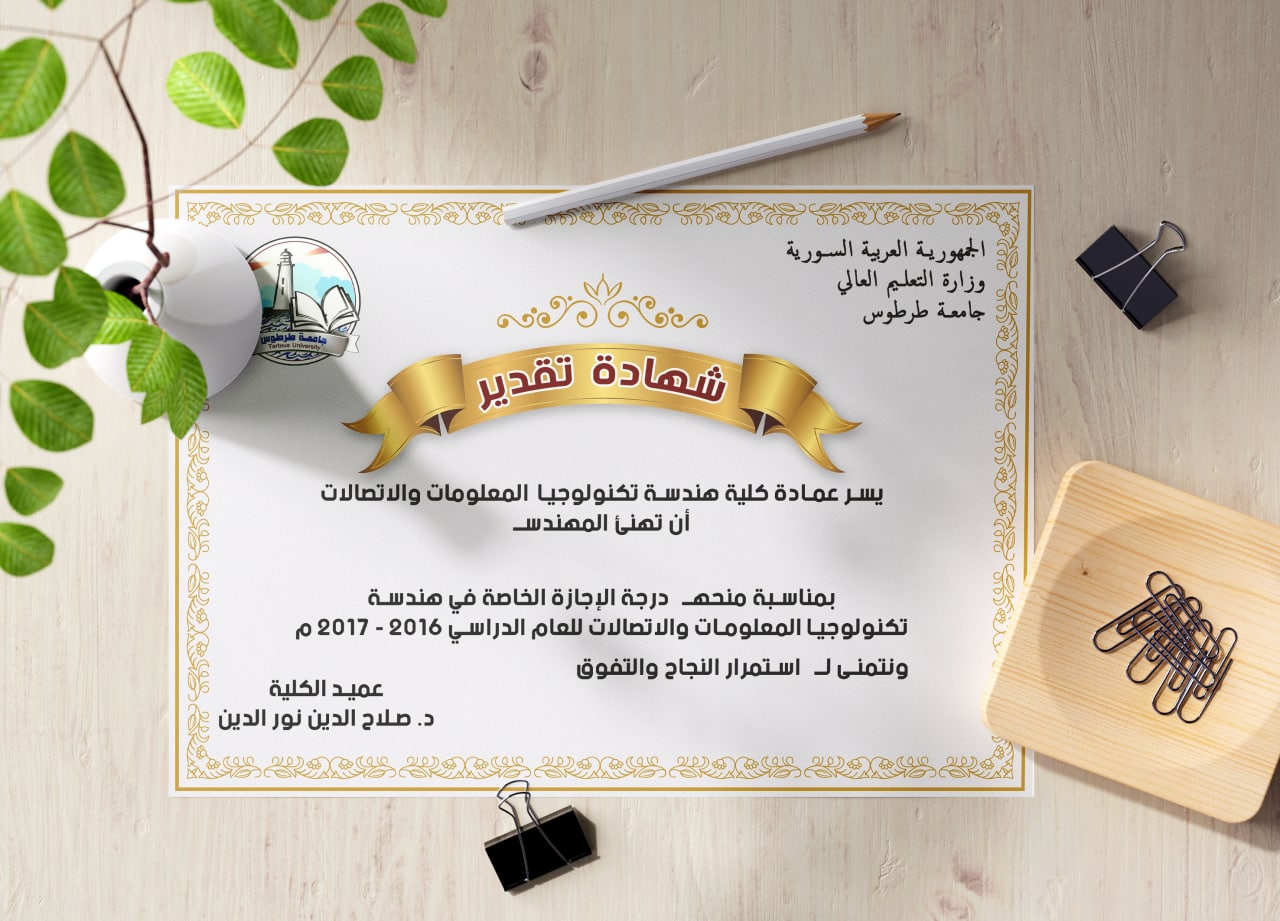 الجمهورية العربية السورية
وزارة التعليم العالي
جامعة طرطوس
جامعة طرطوس
Tartous University
شهادة تقدير
يسر عمادة كلية هندسة تكنولوجيا المعلومات والاتصالات
أن تهنئ المهندسـ
بمناسبة منحهـ درجة الإجازة الخاصة في هندسة
تكنولوجيا المعلومات والاتصالات للعام الدراسي 2016 - 2017 م
ونتمنى لـ استمرار النجاح والتفوق
عميد الكلية
د. صلاح الدين نور الدين